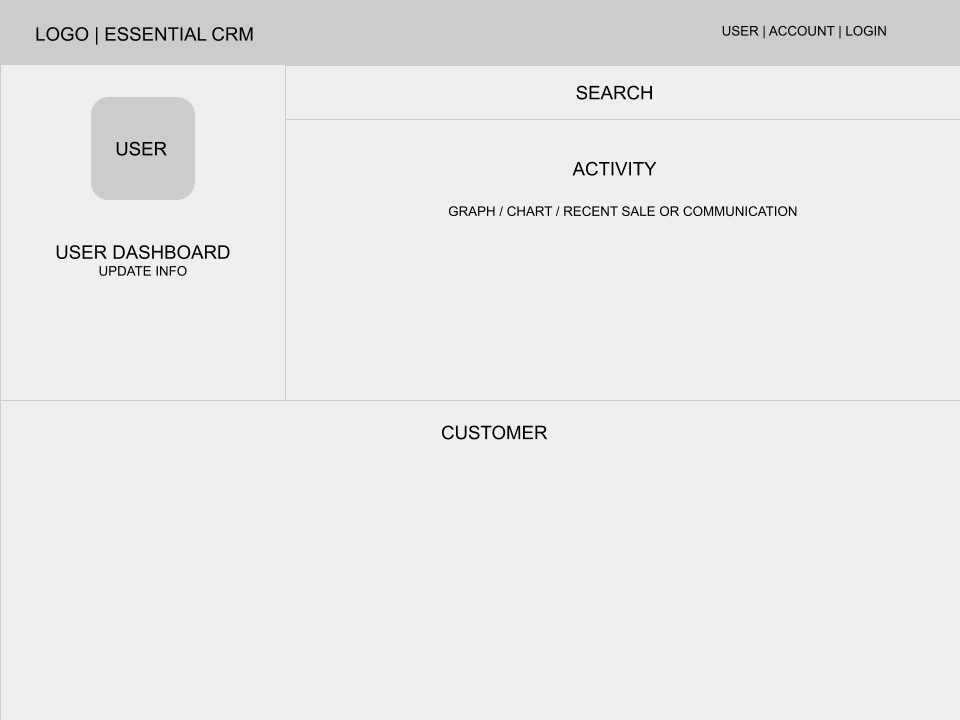 LOGO | ESSENTIAL CRM
USER | ACCOUNT | LOGIN
SEARCH
USER
ACTIVITY
GRAPH / CHART / RECENT SALE OR COMMUNICATION
USER DASHBOARD
UPDATE INFO
CUSTOMER